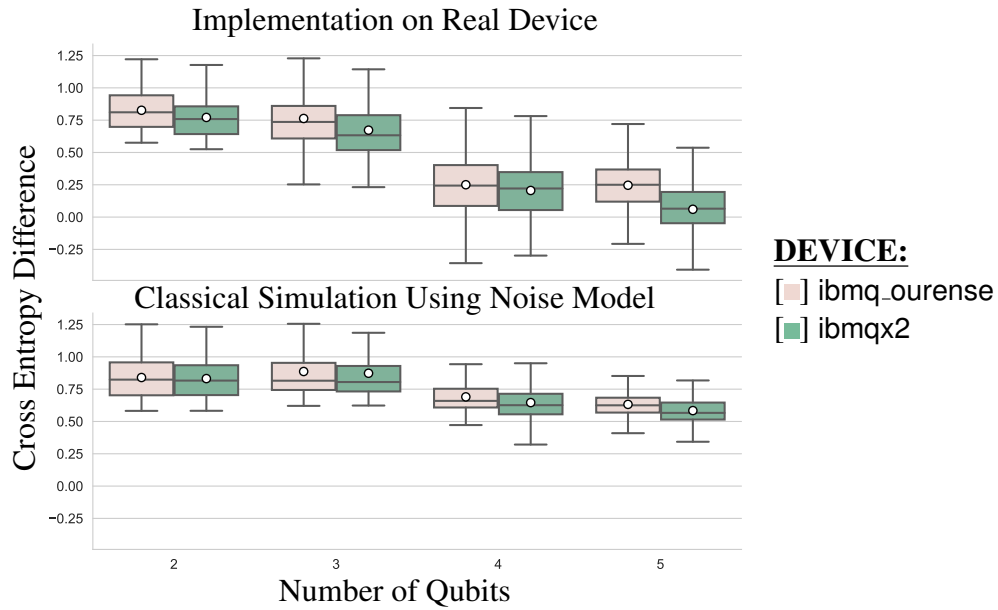 Implementation on Real Device
1.25
1.00
0.75
0.50
0.25
0.00
−0.25
Classical Simulation Using Noise Model
1.25
1.00
0.75
0.50
0.25
0.00
−0.25
2 3 4 5
Number of Qubits
Cross Entropy Difference
DEVICE:
[ ] ibmq_ourense
[ ] ibmqx2